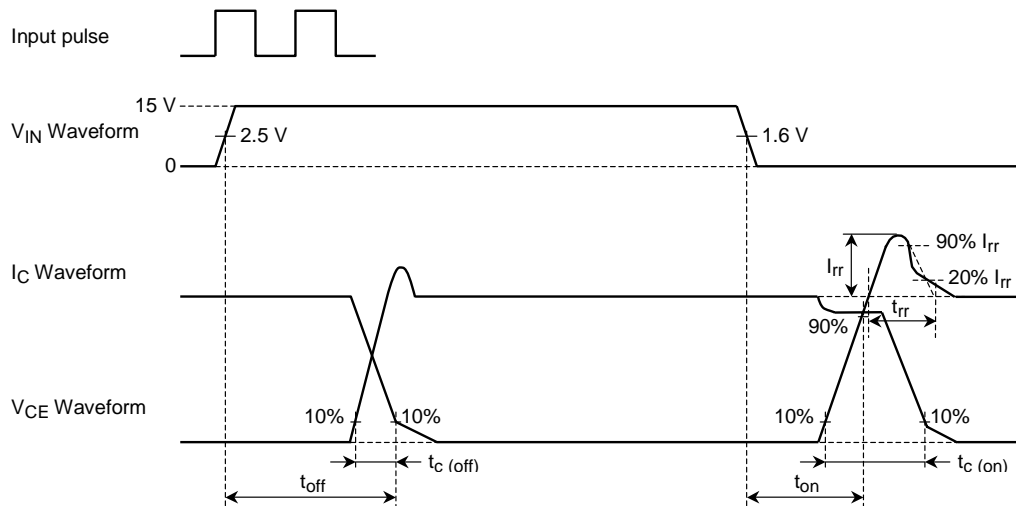 Input pulse
15 V
VIN Waveform
2.5 V
1.6 V
0
90% Irr
IC Waveform
Irr
20% Irr
trr
90%
VCE Waveform
10%
10%
10%
10%
tc (off)
tc (on)
toff
ton